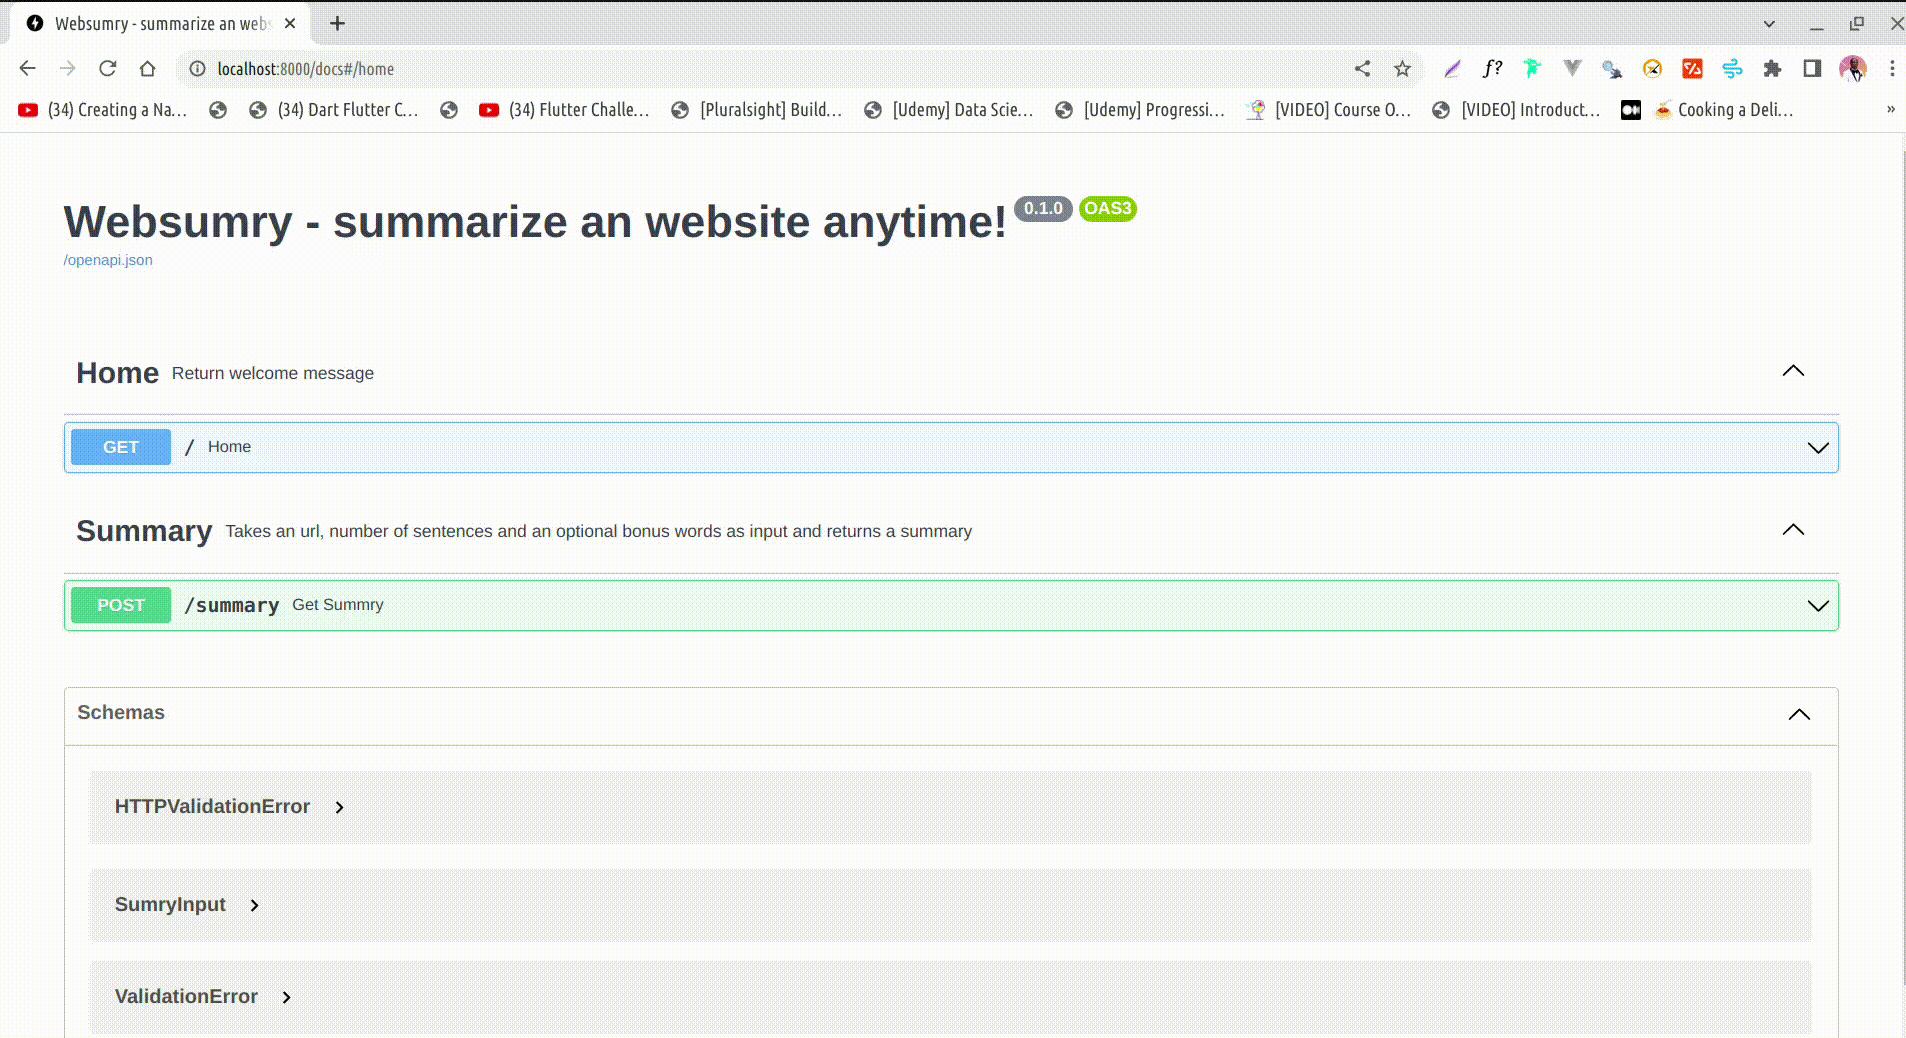 Websumry - summarize an webs
localhost:8000/docs#/home
f?
(34) Creating a Na... (34) Dart Flutter C... (34) Flutter Challe... [Pluralsight] Build... [Udemy] Data Scie... [Udemy] Progressi... [VIDEO] Course O... [VIDEO] Introduct... Cooking a Deli... »
Websumry - summarize an website anytime! 0.1.0 OAS3
/openapi.json
Home Return welcome message
GET / Home
Summary Takes an url, number of sentences and an optional bonus words as input and returns a summary
POST /summary Get Summry
Schemas
HTTPValidationError
SumryInput
ValidationError